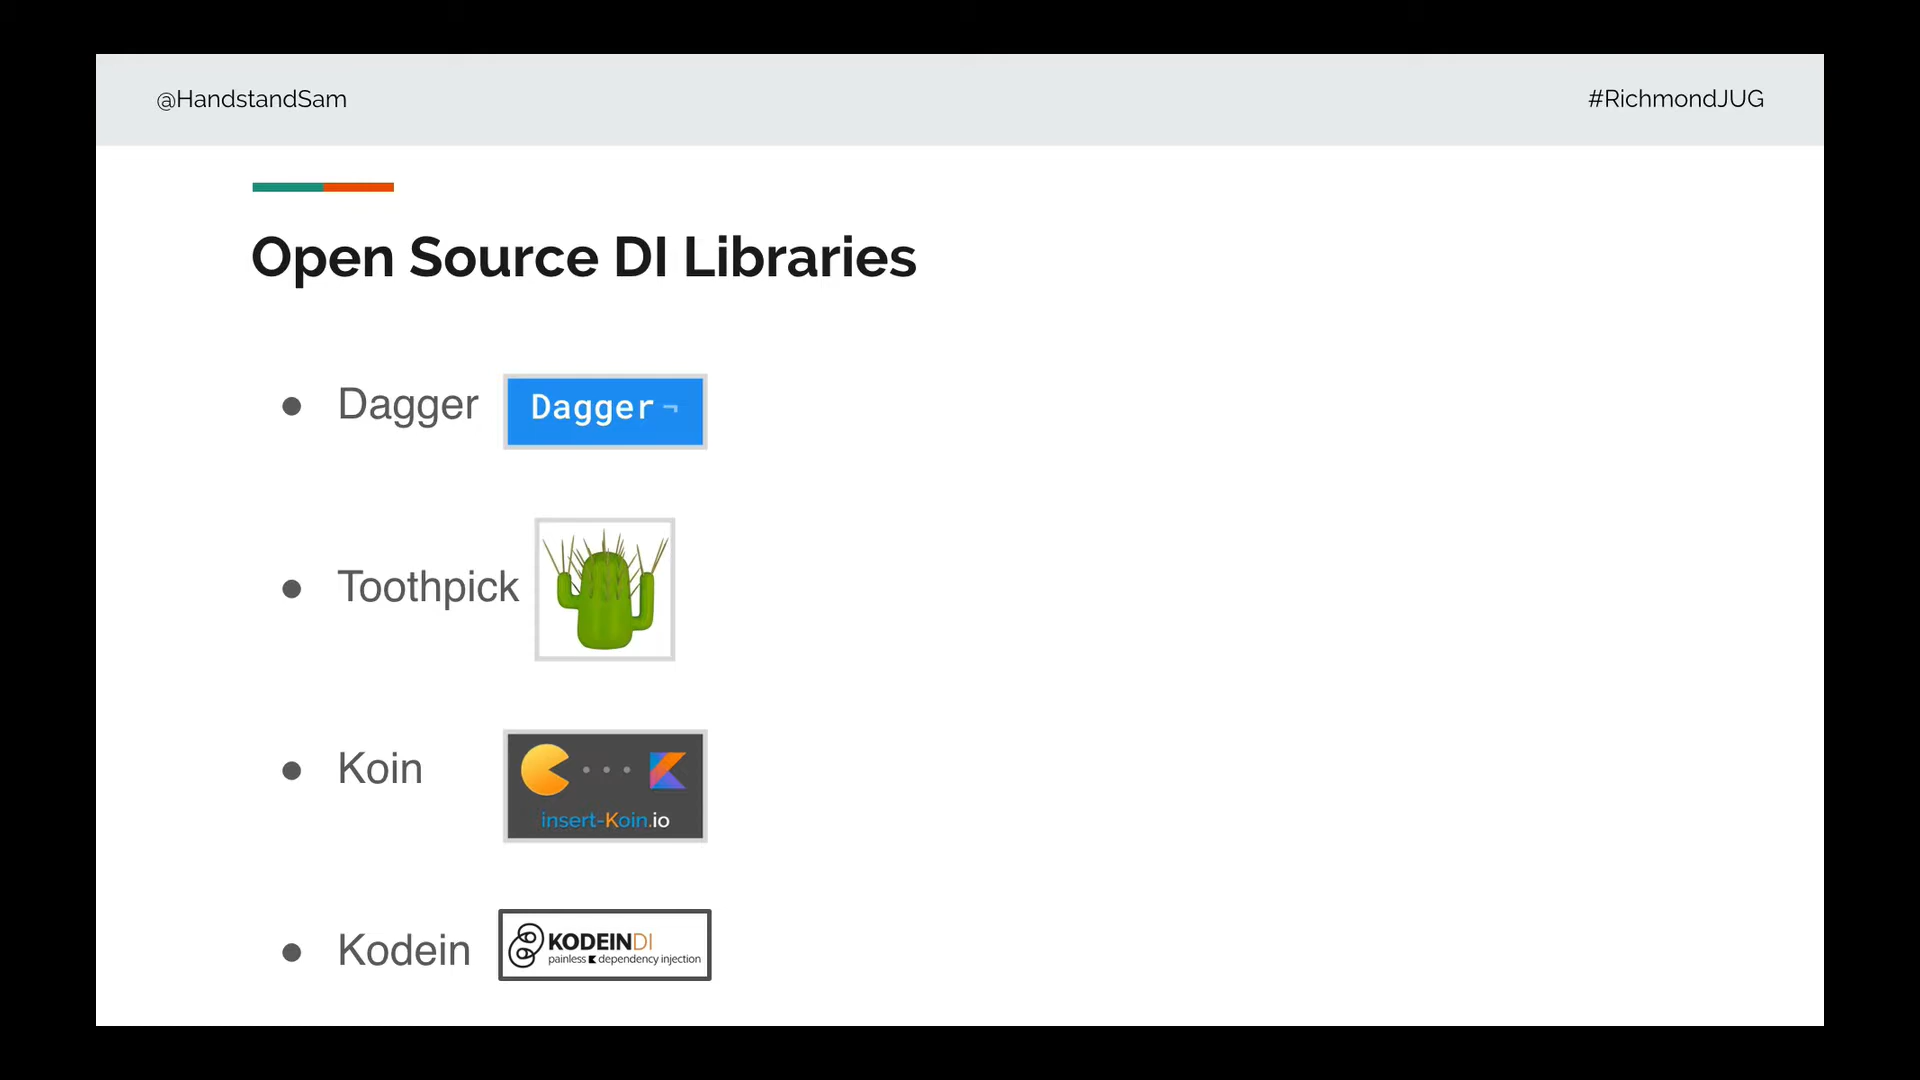 @HandstandSam
#RichmondJUG
Open Source DI Libraries
● Dagger
Dagger ¬
● Toothpick
● Koin
insert-Koin.io
● Kodein
KODEINDI
painless dependency injection